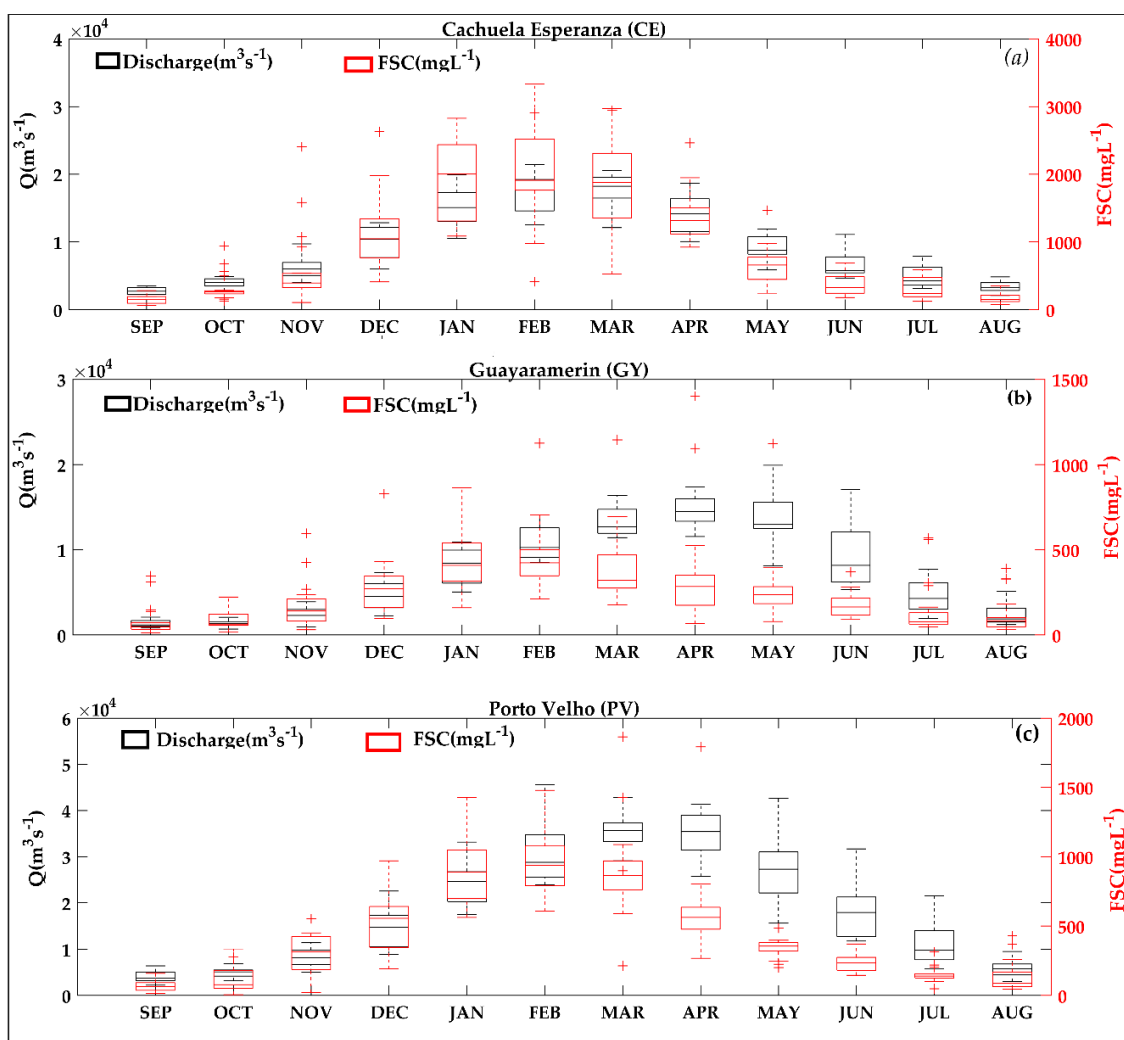 Cachuela Esperanza (CE)
×10⁴
Discharge(m³s⁻¹)
FSC(mgL⁻¹)
(a)
4
3
2
1
0
Q(m³s⁻¹)
4000
3000
2000
1000
0
FSC(mgL⁻¹)
SEP OCT NOV DEC JAN FEB MAR APR MAY JUN JUL AUG
Guayaramerin (GY)
×10⁴
Discharge(m³s⁻¹)
FSC(mgL⁻¹)
(b)
3
2
1
0
Q(m³s⁻¹)
1500
1000
500
0
FSC(mgL⁻¹)
SEP OCT NOV DEC JAN FEB MAR APR MAY JUN JUL AUG
Porto Velho (PV)
×10⁴
Discharge(m³s⁻¹)
FSC(mgL⁻¹)
(c)
6
5
4
3
2
1
0
Q(m³s⁻¹)
2000
1500
1000
500
0
FSC(mgL⁻¹)
SEP OCT NOV DEC JAN FEB MAR APR MAY JUN JUL AUG